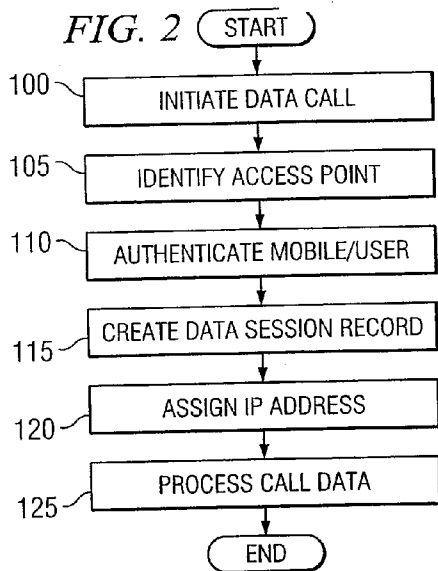 FIG. 2
START
100
INITIATE DATA CALL
105
IDENTIFY ACCESS POINT
110
AUTHENTICATE MOBILE/USER
115
CREATE DATA SESSION RECORD
120
ASSIGN IP ADDRESS
125
PROCESS CALL DATA
END